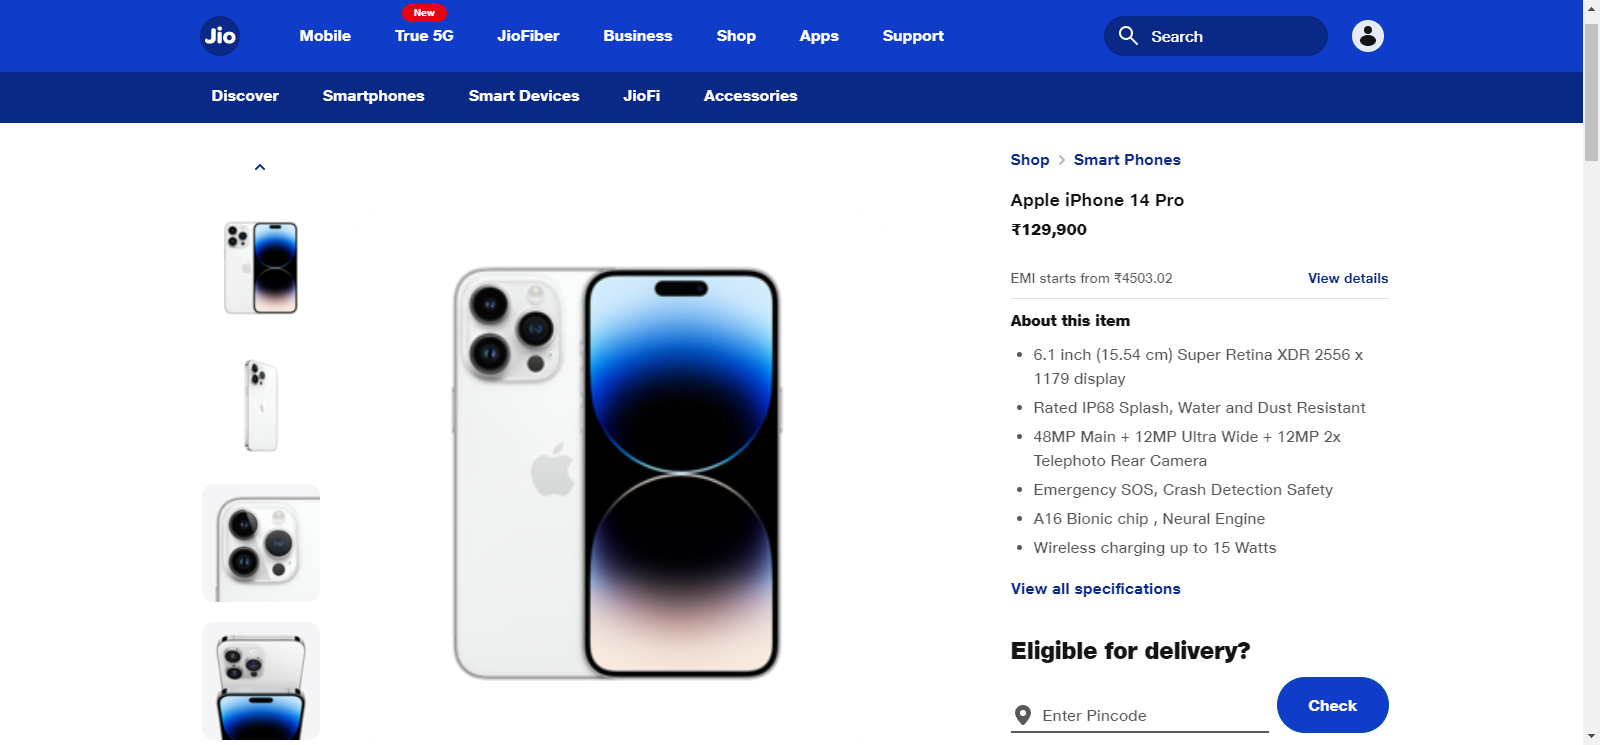 New
Jio
Mobile
True 5G
JioFiber
Business
Shop
Apps
Support
Search
Discover
Smartphones
Smart Devices
JioFi
Accessories
Shop > Smart Phones
Apple iPhone 14 Pro
₹129,900
EMI starts from ₹4503.02
View details
About this item
• 6.1 inch (15.54 cm) Super Retina XDR 2556 x
1179 display
• Rated IP68 Splash, Water and Dust Resistant
• 48MP Main + 12MP Ultra Wide + 12MP 2x
Telephoto Rear Camera
• Emergency SOS, Crash Detection Safety
• A16 Bionic chip , Neural Engine
• Wireless charging up to 15 Watts
View all specifications
Eligible for delivery?
Enter Pincode
Check